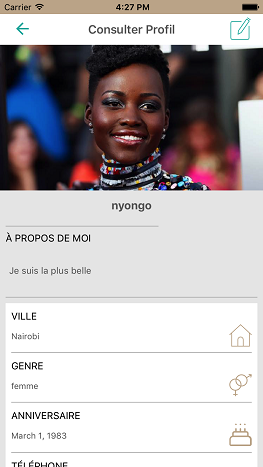 Carrier 4:27 PM
Consulter Profil
nyongo
À PROPOS DE MOI
Je suis la plus belle
VILLE
Nairobi
GENRE
femme
ANNIVERSAIRE
March 1, 1983
TÉLÉPHONE